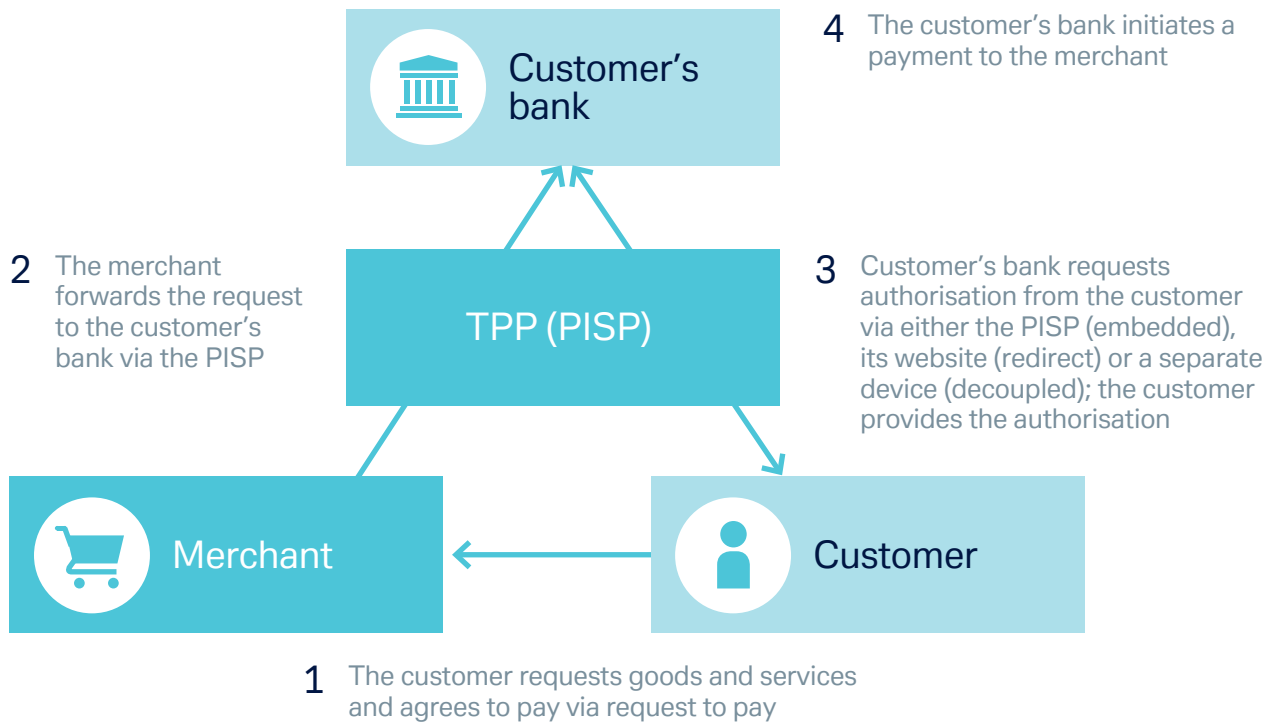 Customer’s
bank
4 The customer’s bank initiates a
payment to the merchant
2 The merchant
forwards the request
to the customer’s
bank via the PISP
TPP (PISP)
3 Customer’s bank requests
authorisation from the customer
via either the PISP (embedded),
its website (redirect) or a separate
device (decoupled); the customer
provides the authorisation
Merchant
Customer
1 The customer requests goods and services
and agrees to pay via request to pay